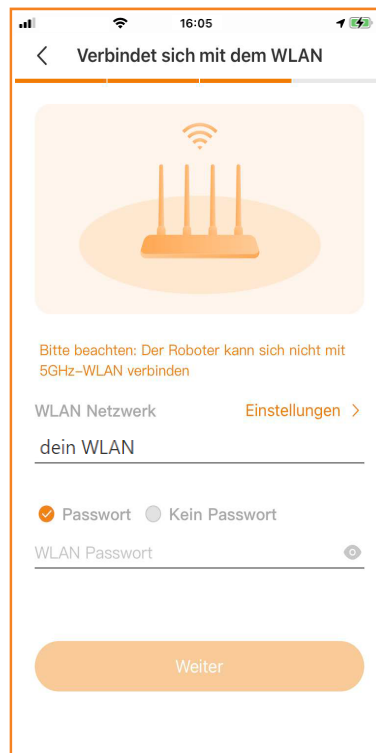 16:05
Verbindet sich mit dem WLAN
Bitte beachten: Der Roboter kann sich nicht mit
5GHz-WLAN verbinden
WLAN Netzwerk Einstellungen >
dein WLAN
Passwort Kein Passwort
WLAN Passwort
Weiter